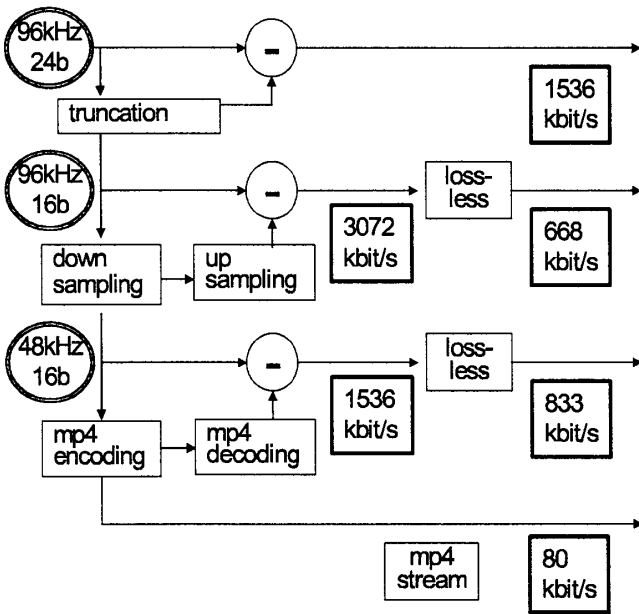 96kHz
24b
-
truncation
1536
kbit/s
96kHz
16b
-
loss-
less
3072
kbit/s
668
kbit/s
down
sampling
up
sampling
48kHz
16b
-
loss-
less
1536
kbit/s
833
kbit/s
mp4
encoding
mp4
decoding
mp4
stream
80
kbit/s